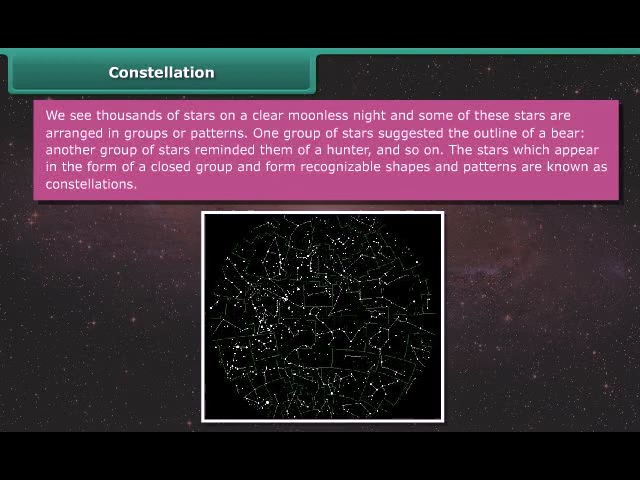 Constellation
We see thousands of stars on a clear moonless night and some of these stars are
arranged in groups or patterns. One group of stars suggested the outline of a bear:
another group of stars reminded them of a hunter, and so on. The stars which appear
in the form of a closed group and form recognizable shapes and patterns are known as
constellations.